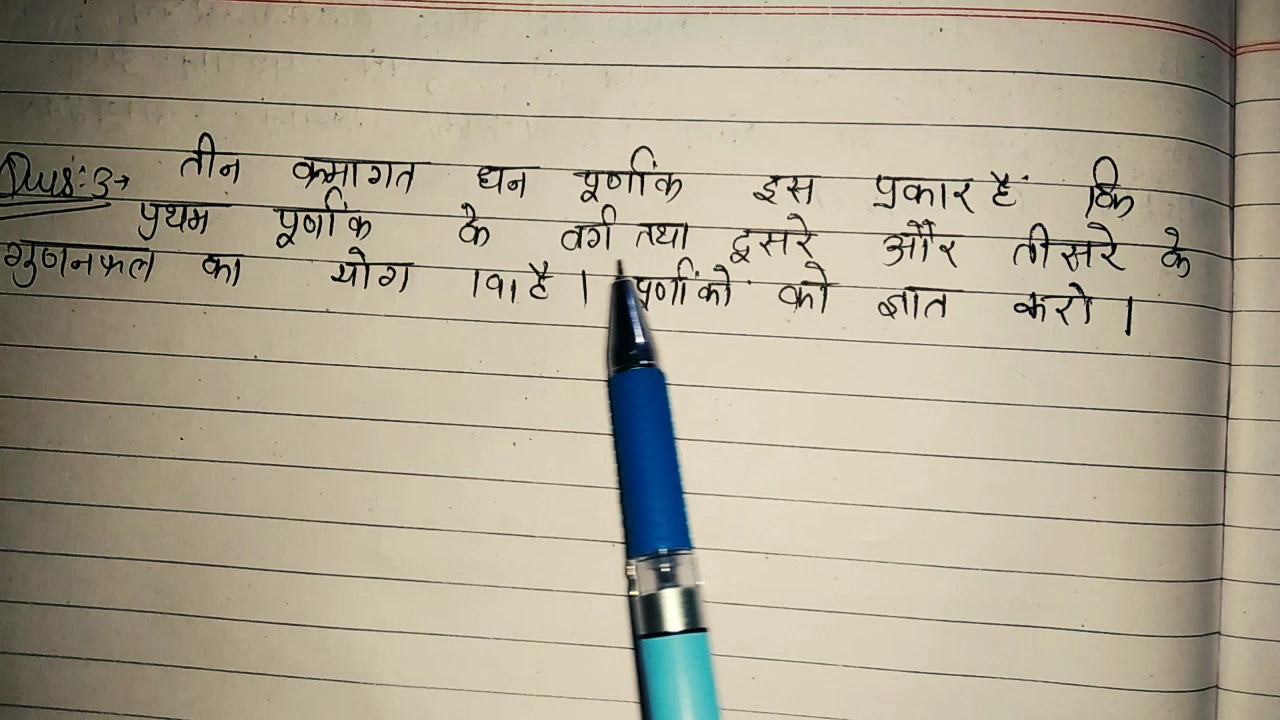 Ques:3→ तीन क्रमागत धन पूर्णांक इस प्रकार हैं कि
प्रथम पूर्णांक के वर्ग तथा दुसरे और तीसरे के
गुणनफल का योग 191 है । पूर्णांको को ज्ञात करो ।